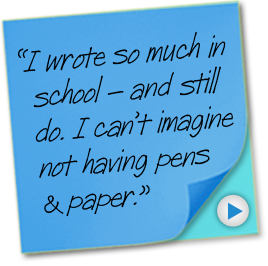 “I wrote so much in
school – and still
do. I can’t imagine
not having pens
& paper.”